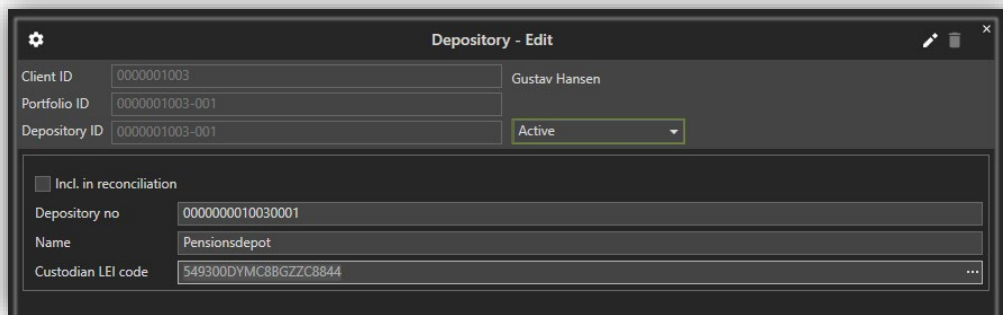 Depository - Edit
Client ID 0000001003 Gustav Hansen
Portfolio ID 0000001003-001
Depository ID 0000001003-001 Active
Incl. in reconciliation
Depository no 0000000010030001
Name Pensionsdepot
Custodian LEI code 549300DYMC8BGZZC8844 ...